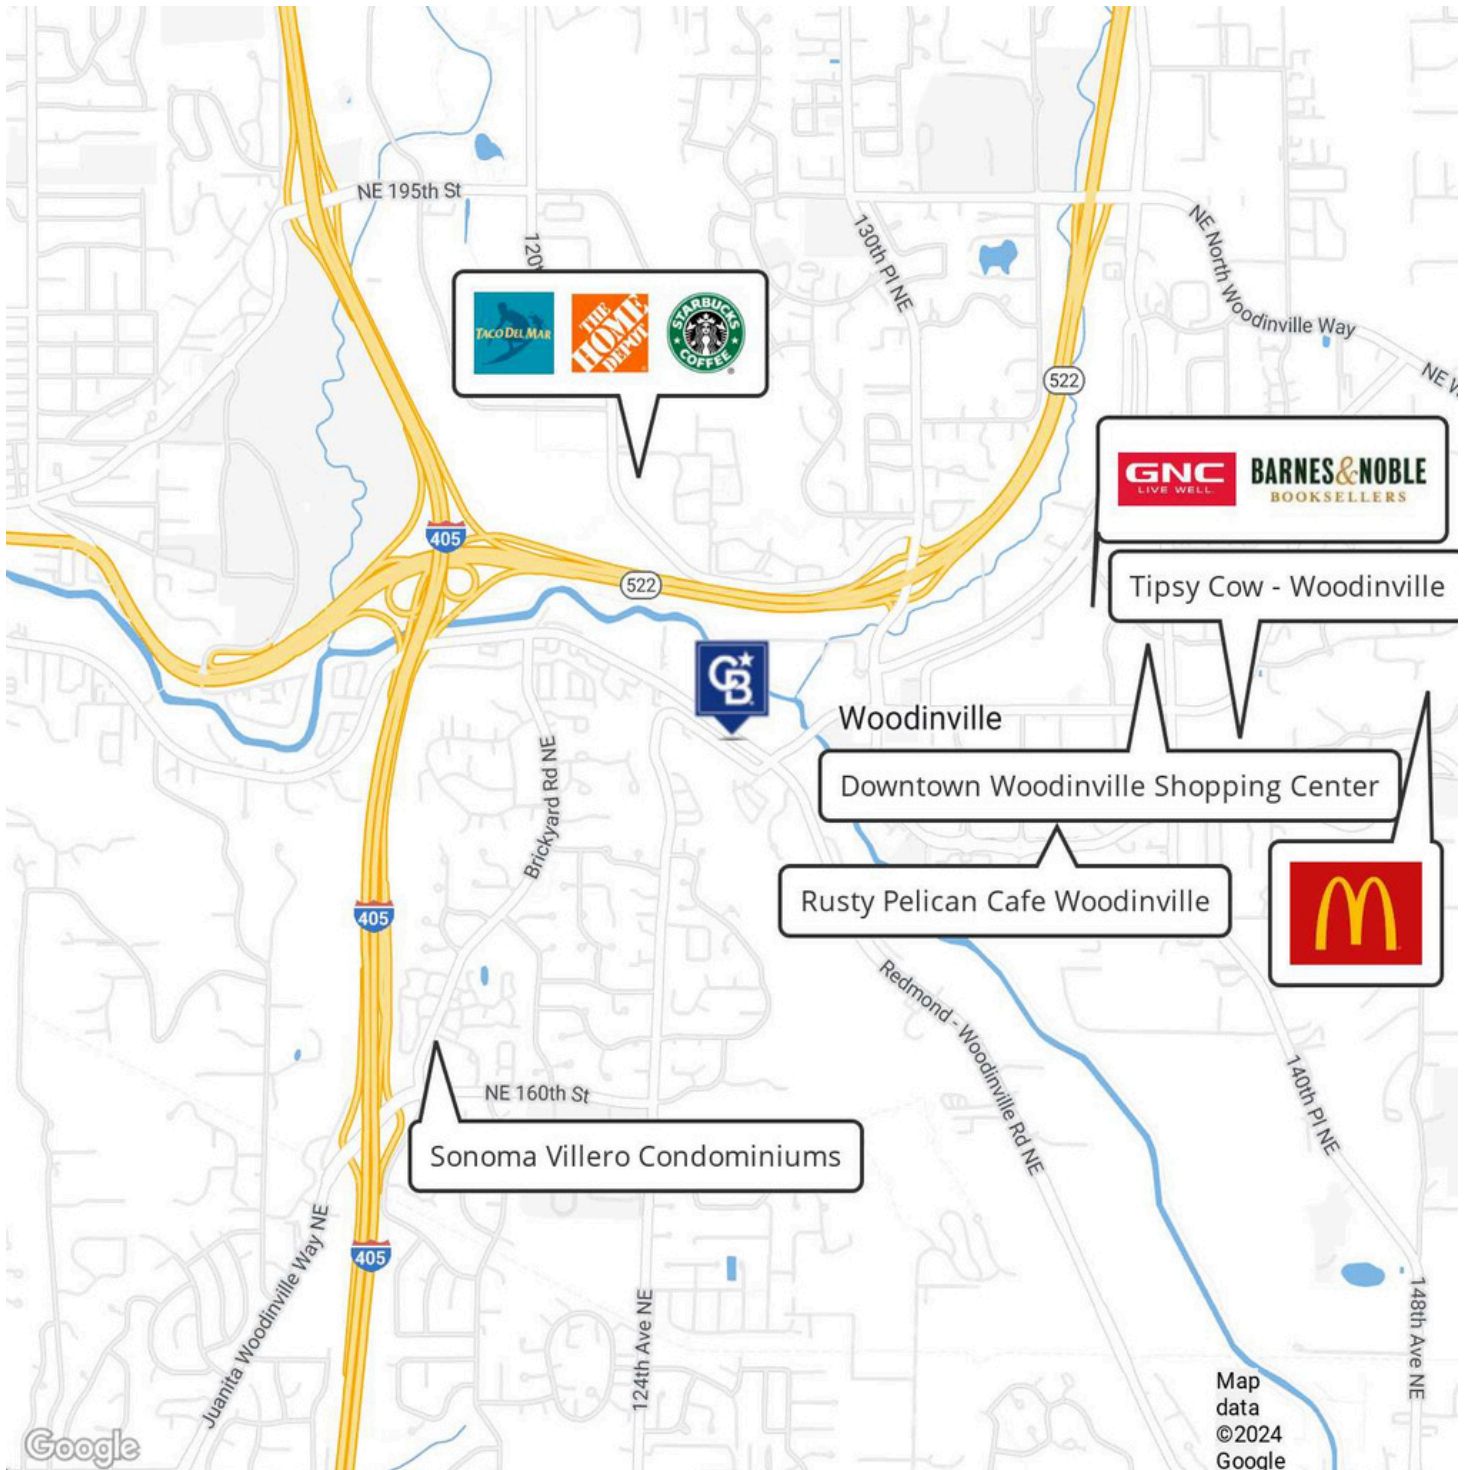 NE 195th St
130th Pl NE
NE North Woodinville Way
TACO DEL MAR
THE
HOME
DEPOT
STARBUCKS
COFFEE
522
GNC
LIVE WELL.
BARNES&NOBLE
BOOKSELLERS
405
522
Tipsy Cow - Woodinville
CB
Woodinville
Downtown Woodinville Shopping Center
Brickyard Rd NE
Rusty Pelican Cafe Woodinville
405
Redmond - Woodinville Rd NE
NE 160th St
140th Pl NE
Sonoma Villero Condominiums
Juanita Woodinville Way NE
405
124th Ave NE
148th Ave NE
Map
data
©2024
Google
Google